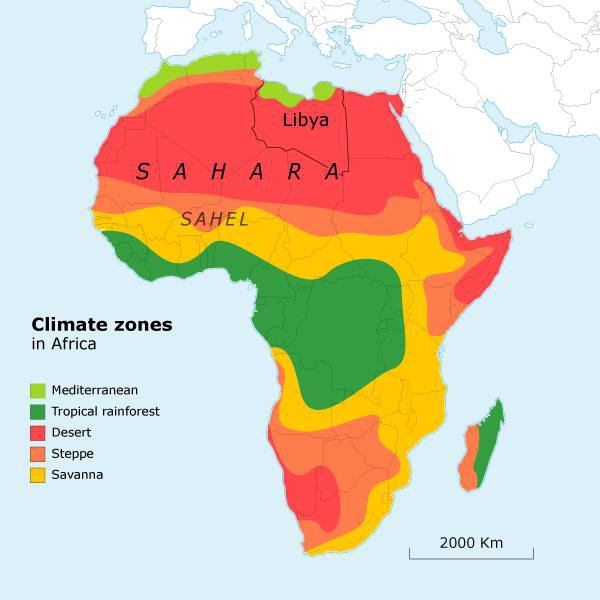 Libya
S A H A R A
SAHEL
Climate zones
in Africa
Mediterranean
Tropical rainforest
Desert
Steppe
Savanna
2000 Km